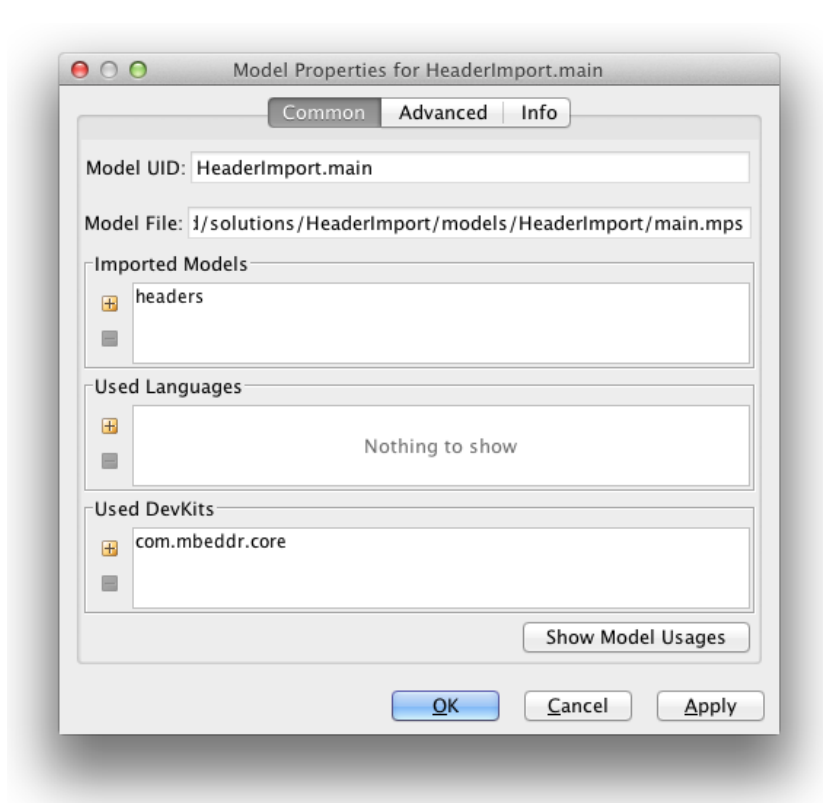 Model Properties for HeaderImport.main
Common Advanced Info
Model UID: HeaderImport.main
Model File: /solutions/HeaderImport/models/HeaderImport/main.mps
Imported Models
headers
Used Languages
Nothing to show
Used DevKits
com.mbeddr.core
Show Model Usages
OK Cancel Apply